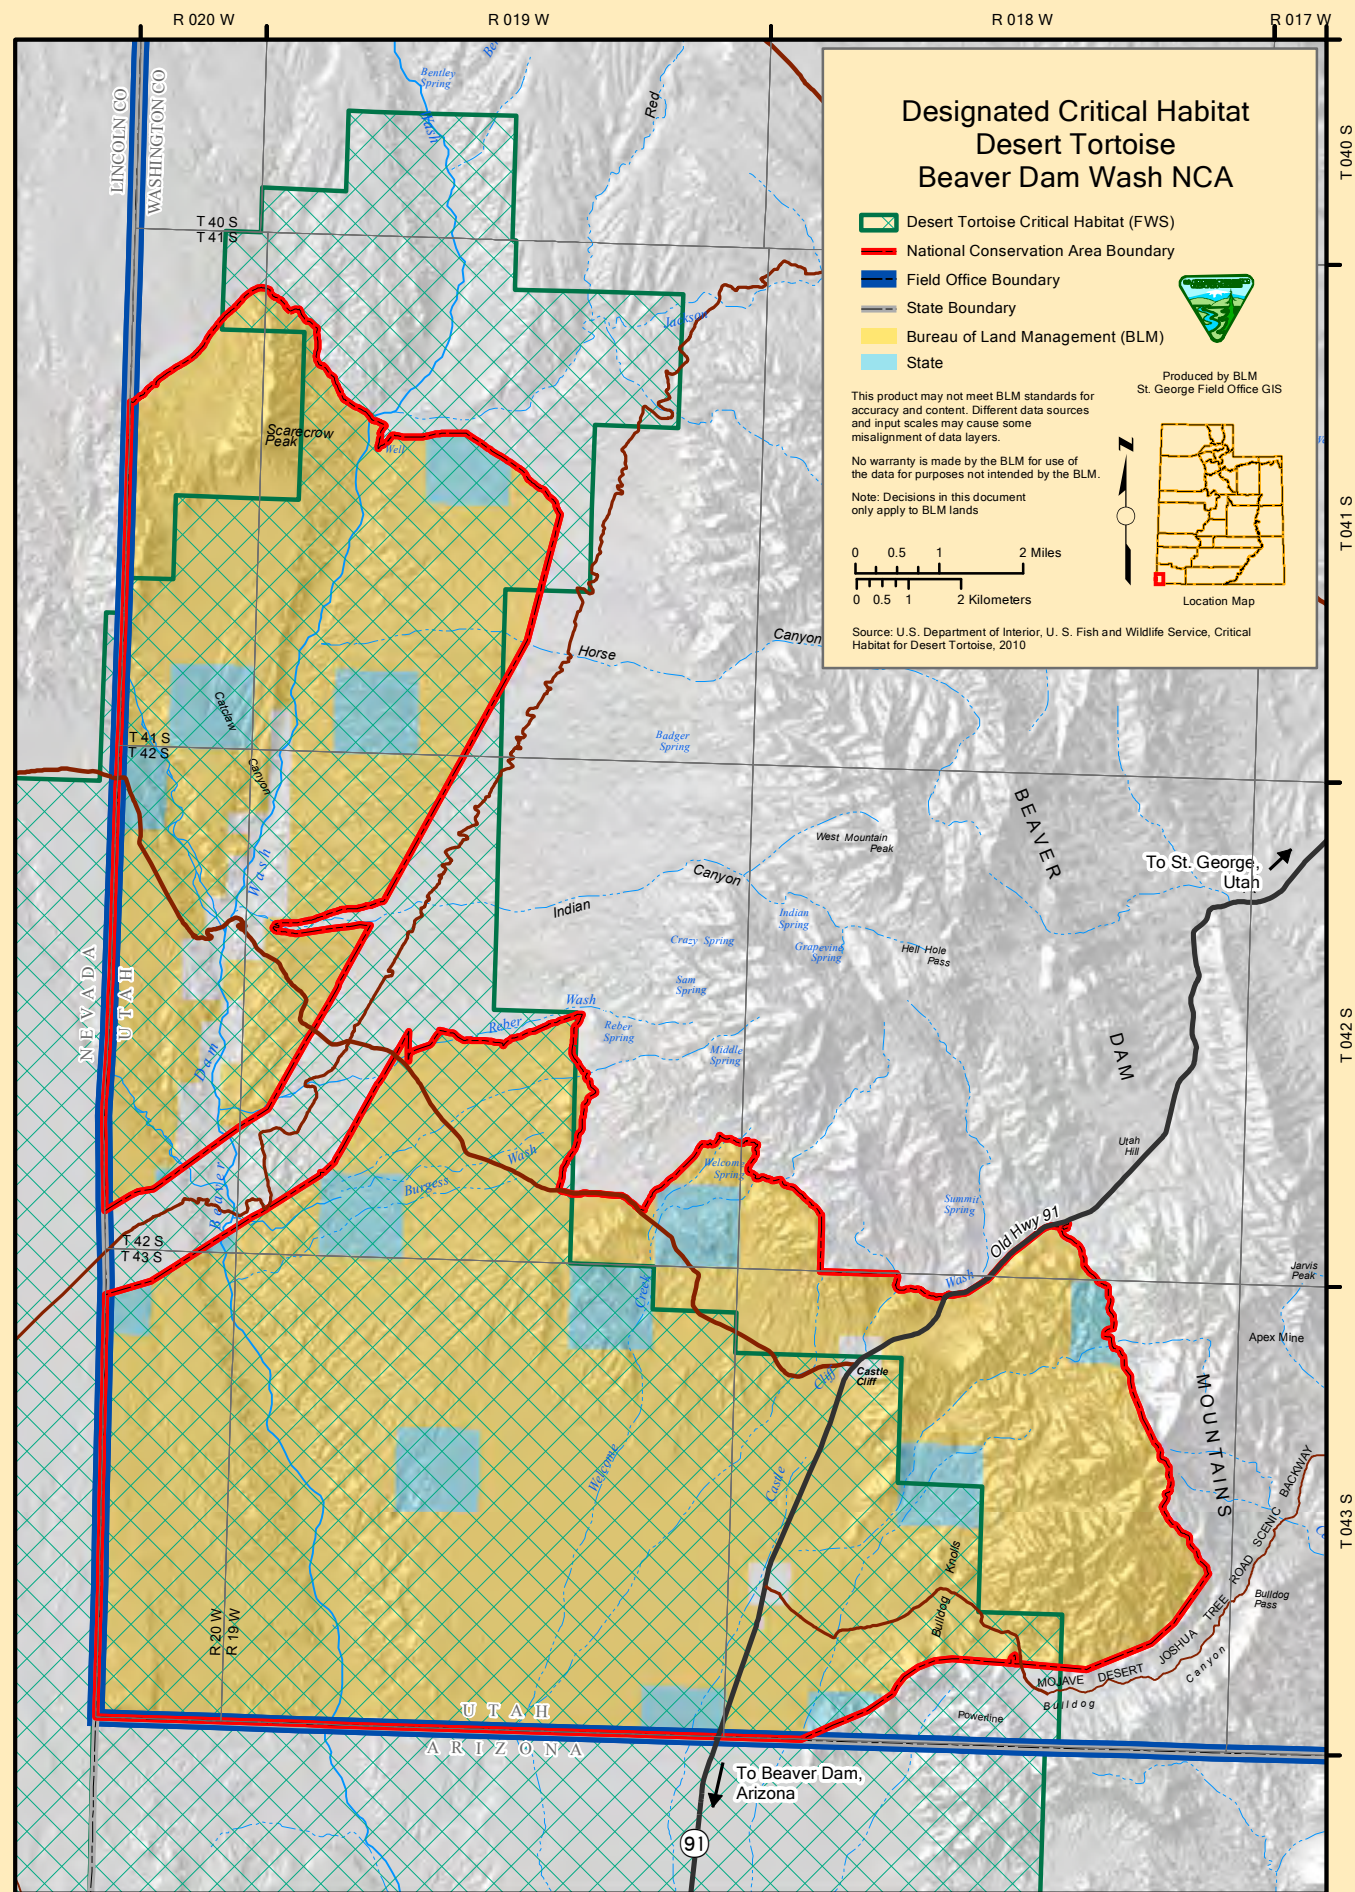 R 020 W
R 019 W
R 018 W
R 017 W
T 040 S
T 041 S
T 042 S
T 043 S
Designated Critical Habitat
Desert Tortoise
Beaver Dam Wash NCA
Desert Tortoise Critical Habitat (FWS)
National Conservation Area Boundary
Field Office Boundary
State Boundary
Bureau of Land Management (BLM)
State
Produced by BLM
St. George Field Office GIS
This product may not meet BLM standards for
accuracy and content. Different data sources
and input scales may cause some
misalignment of data layers.
No warranty is made by the BLM for use of
the data for purposes not intended by the BLM.
Note: Decisions in this document
only apply to BLM lands
Z
0 0.5 1 2 Miles
0 0.5 1 2 Kilometers
Location Map
Source: U.S. Department of Interior, U. S. Fish and Wildlife Service, Critical
Habitat for Desert Tortoise, 2010
LINCOLN CO
WASHINGTON CO
Bentley
Spring
Wash
Red
T 40 S
T 41 S
Jackson
Scarecrow
Peak
Well
Horse
Canyon
Catclaw
Canyon
T 41 S
T 42 S
Badger
Spring
BEAVER
West Mountain
Peak
To St. George,
Utah
Wash
Canyon
Indian
Indian
Spring
Crazy Spring
Grapevine
Spring
Hell Hole
Pass
Sam
Spring
NEVADA
UTAH
Wash
Reber
Reber
Spring
Middle
Spring
Dam
DAM
Utah
Hill
Wash
Burgess
Welcome
Spring
Summit
Spring
Beaver
Old Hwy 91
T 42 S
T 43 S
Wash
Jarvis
Peak
Creek
Apex Mine
Cliff
Castle
Cliff
MOUNTAINS
Welcome
Castle
Knolls
Bulldog
R 20 W
R 19 W
MOJAVE DESERT JOSHUA TREE ROAD SCENIC BACKWAY
Bulldog
Pass
Canyon
Bulldog
Powerline
UTAH
ARIZONA
To Beaver Dam,
Arizona
91